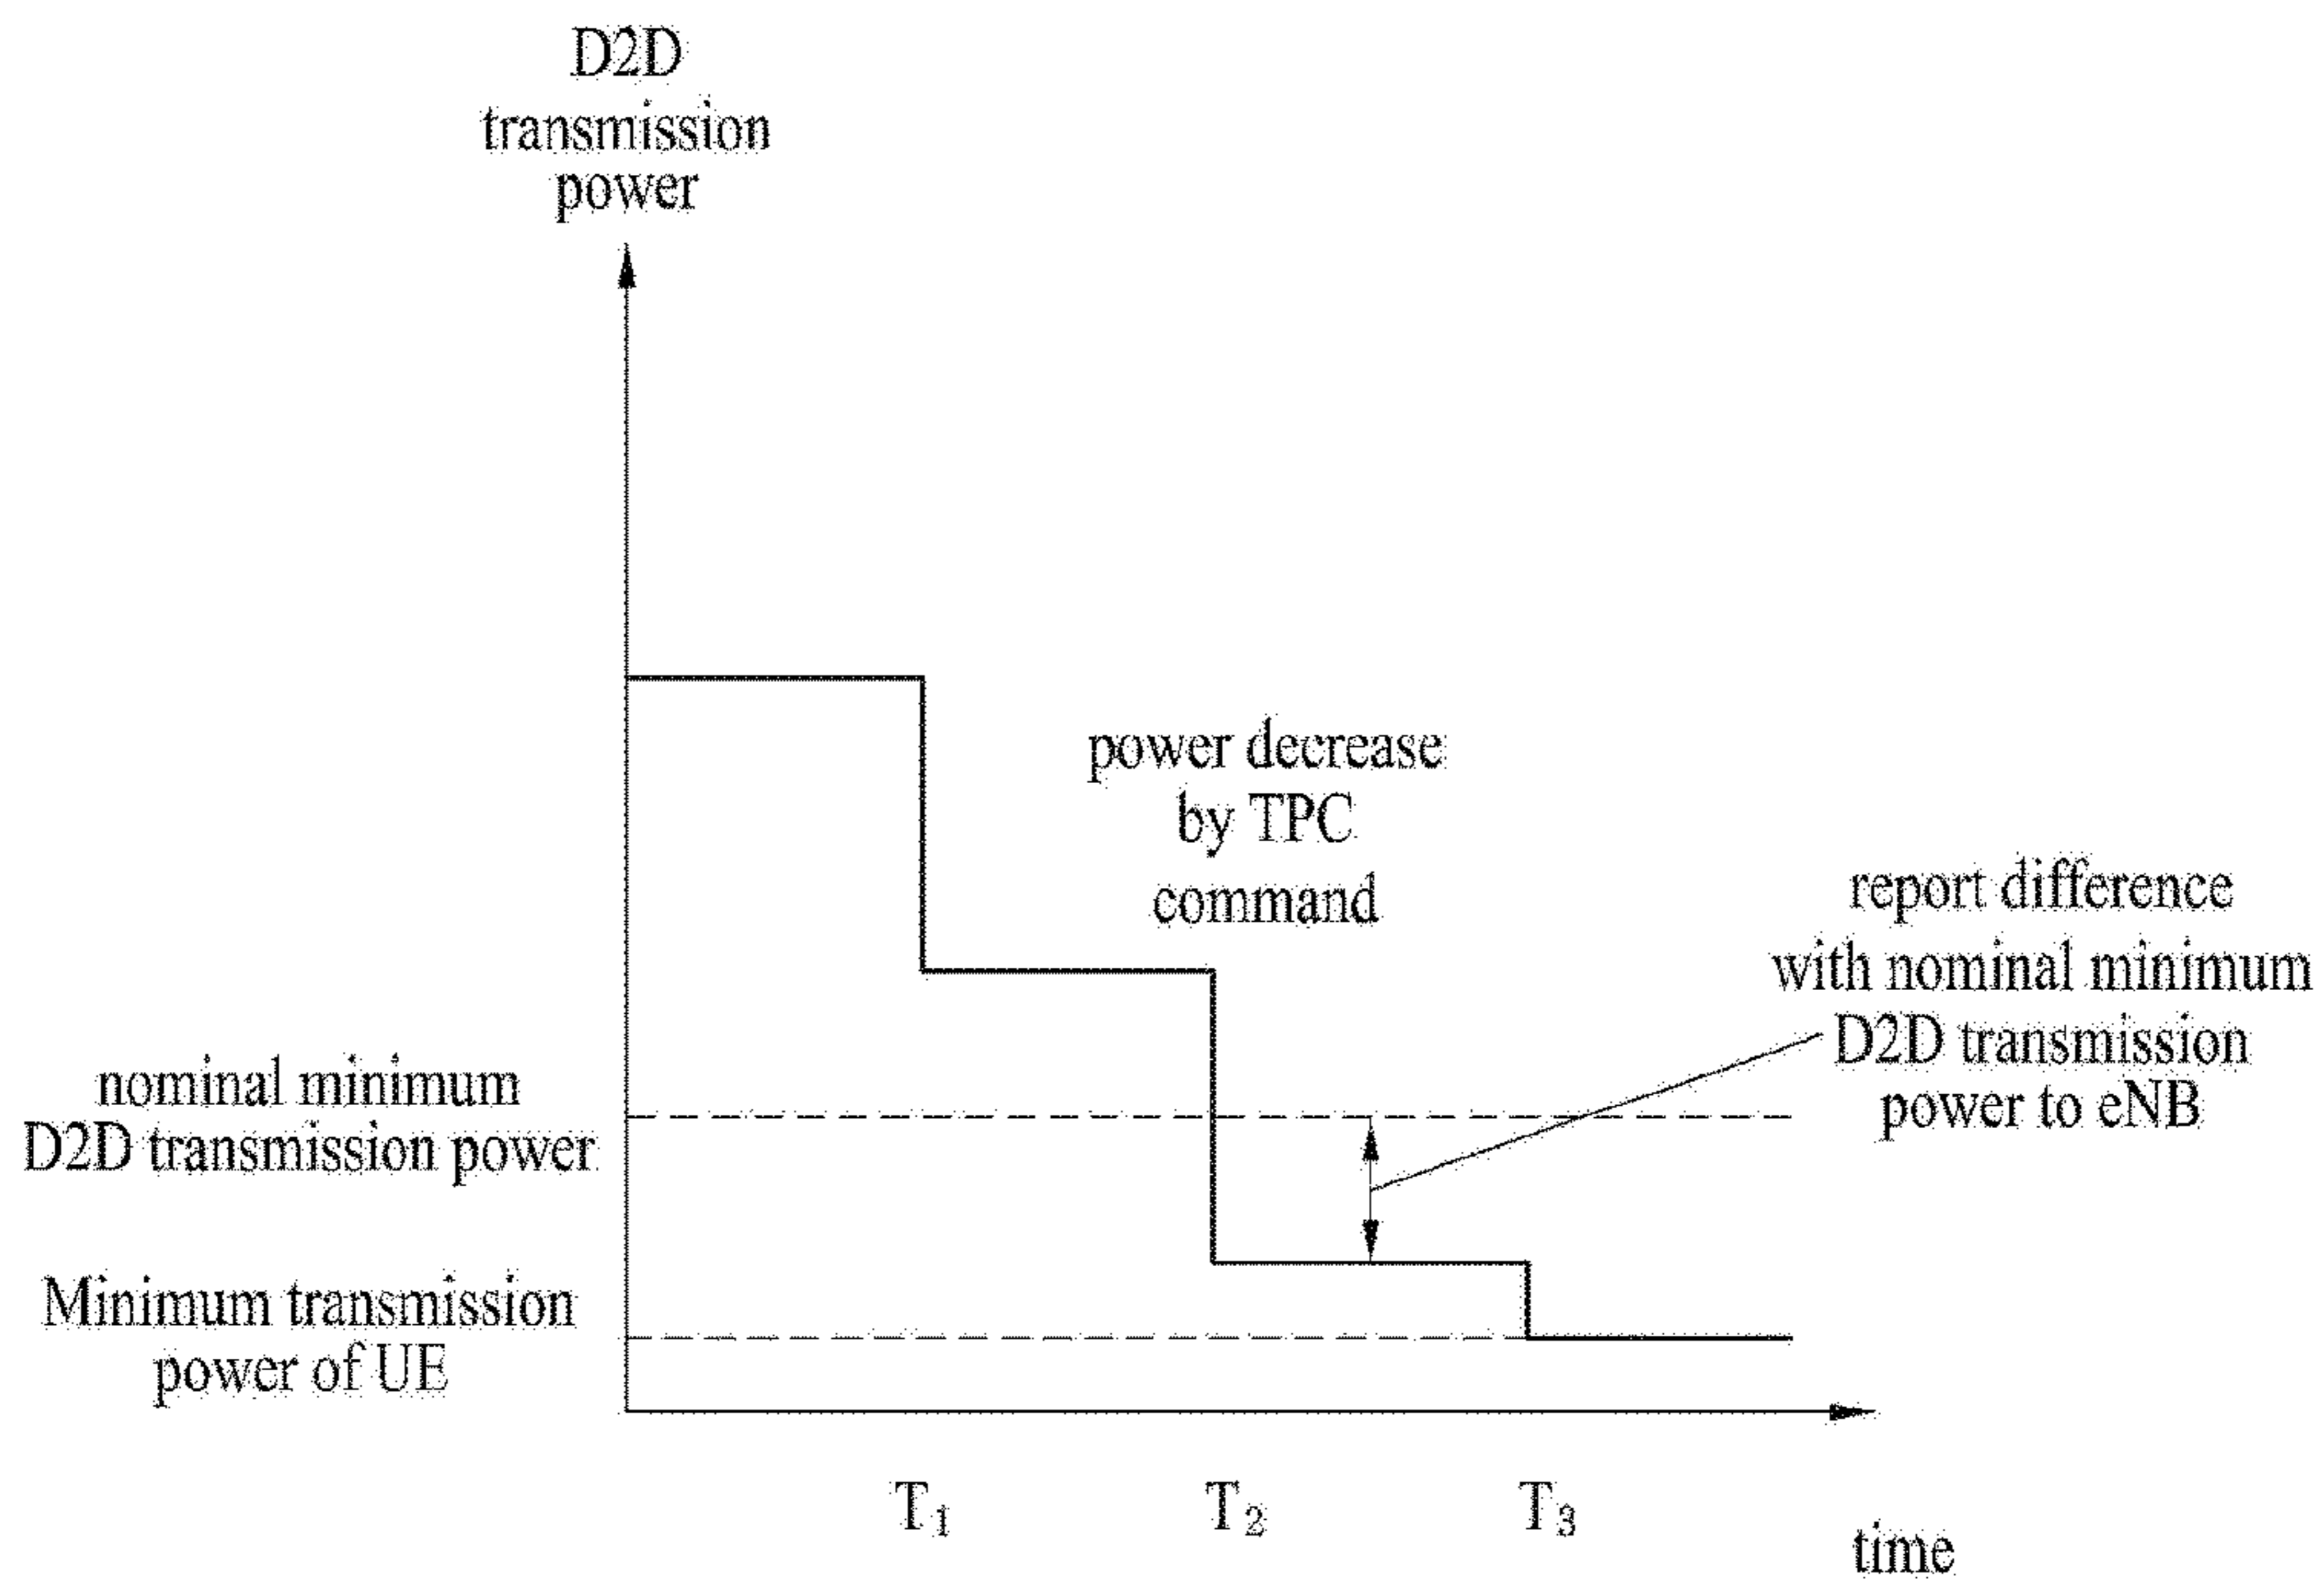 D2D
transmission
power
power decrease
by TPC
command
report difference
with nominal minimum
D2D transmission
power to eNB
nominal minimum
D2D transmission power
Minimum transmission
power of UE
T1
T2
T3
time